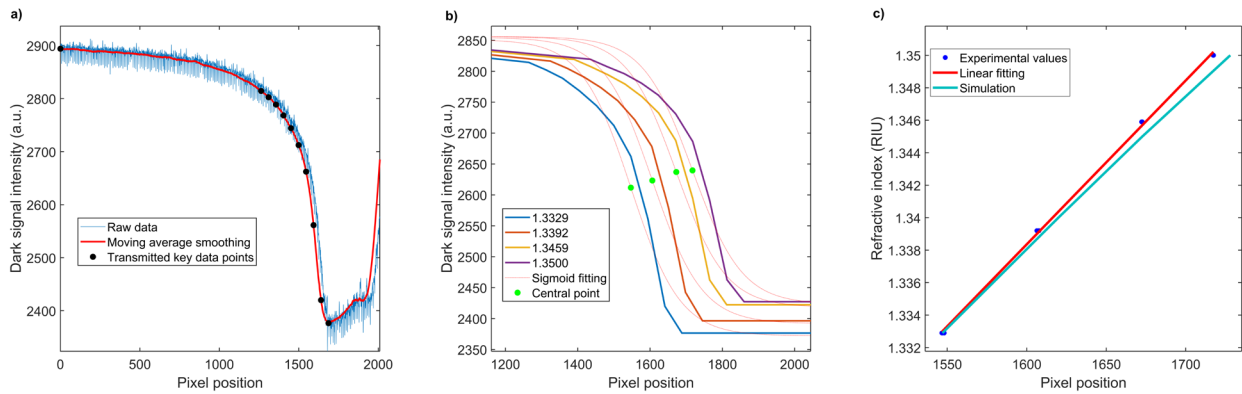 a)
Dark signal intensity (a.u.)
2900
2800
2700
2600
2500
2400
Raw data
Moving average smoothing
Transmitted key data points
0 500 1000 1500 2000
Pixel position
b)
Dark signal intensity (a.u.)
2850
2800
2750
2700
2650
2600
2550
2500
2450
2400
2350
1.3329
1.3392
1.3459
1.3500
Sigmoid fitting
Central point
1200 1400 1600 1800 2000
Pixel position
c)
Refractive index (RIU)
1.35
1.348
1.346
1.344
1.342
1.34
1.338
1.336
1.334
1.332
Experimental values
Linear fitting
Simulation
1550 1600 1650 1700
Pixel position